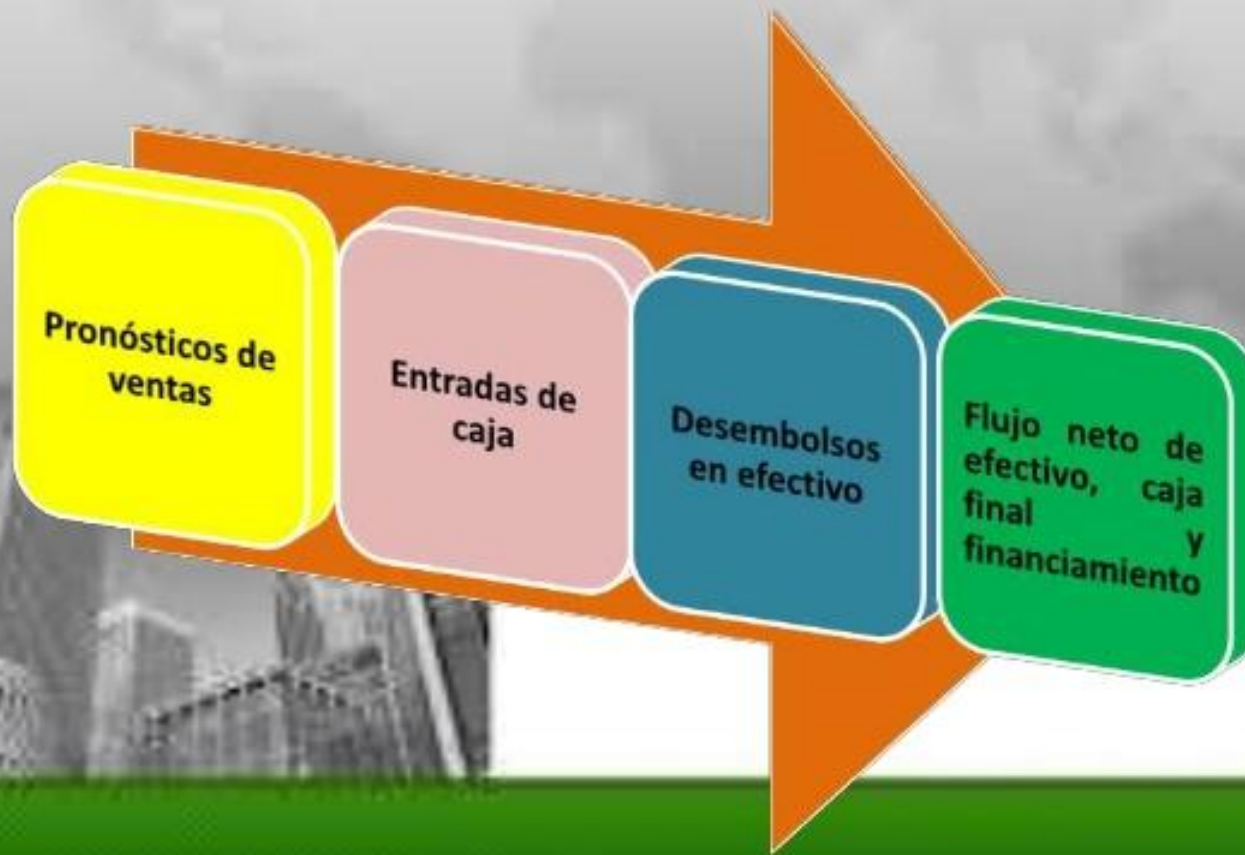 Pronósticos de
ventas
Entradas de
caja
Desembolsos
en efectivo
Flujo neto de
efectivo, caja
final y
financiamiento